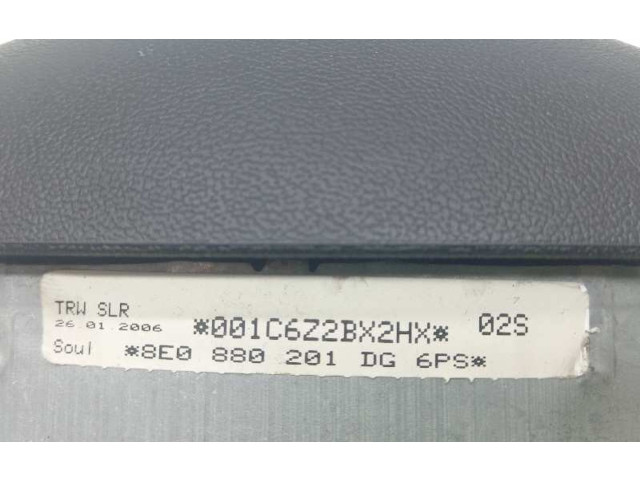 TRW SLR
26.01.2006 *001C6Z2BX2HX* 02S
Soul *8E0 880 201 DG 6PS*